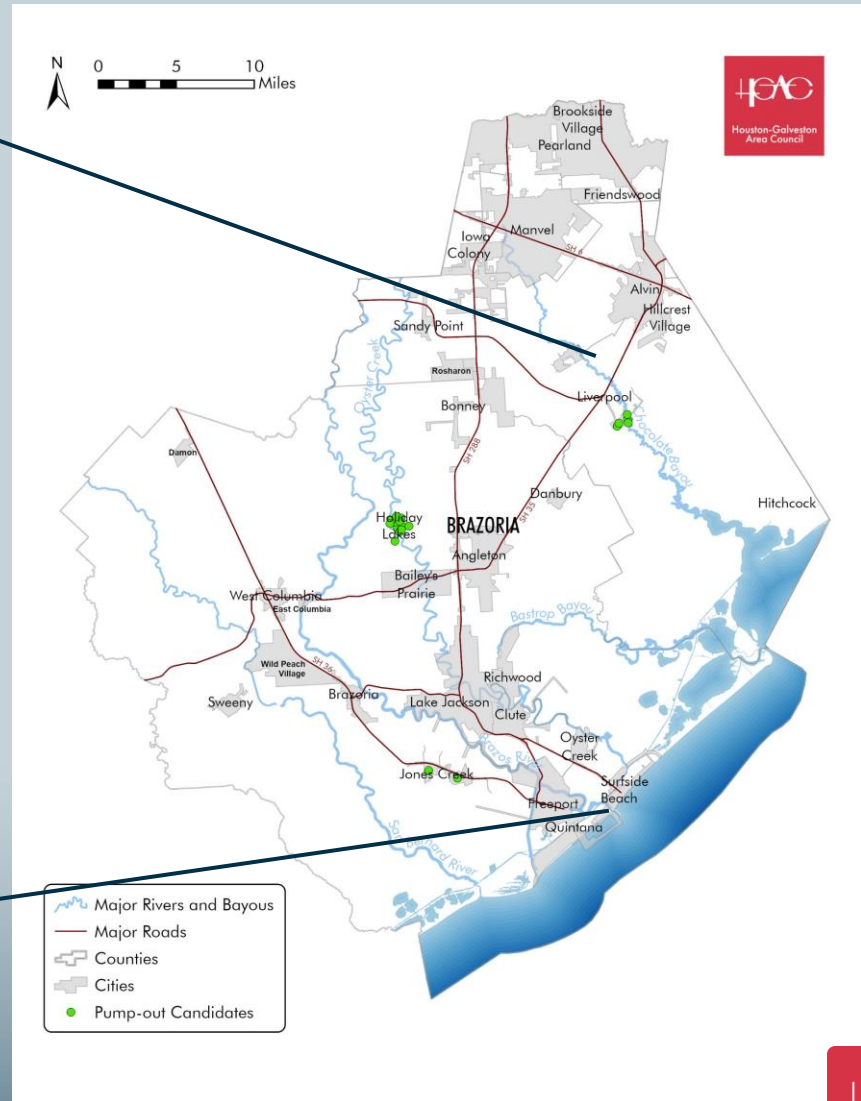 N
0 5 10
Miles
HGAC
Houston-Galveston
Area Council
Brookside
Village
Pearland
Friendswood
Manvel
Iowa
Colony
SH 6
Alvin
Hillcrest
Village
Sandy Point
Oyster Creek
Rosharon
Liverpool
Bonney
Chocolate Bayou
SH 288
Damon
Danbury
SH 35
Hitchcock
Holiday
Lakes
BRAZORIA
Angleton
Bailey's
Prairie
West Columbia
East Columbia
Bastrop Bayou
Wild Peach
Village
SH 36
Richwood
Sweeny
Brazoria
Lake Jackson
Clute
Brazos River
Oyster
Creek
Jones Creek
Surfside
Beach
Freeport
Quintana
San Bernard River
Major Rivers and Bayous
Major Roads
Counties
Cities
Pump-out Candidates